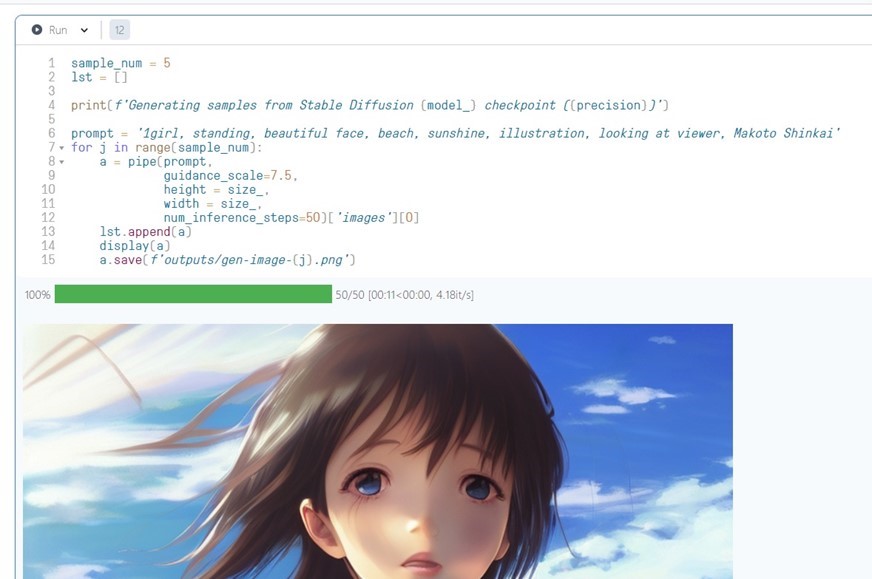 Run 12
1 sample_num = 5
2 lst = []
3
4 print(f'Generating samples from Stable Diffusion {model_} checkpoint {{precision}}')
5
6 prompt = '1girl, standing, beautiful face, beach, sunshine, illustration, looking at viewer, Makoto Shinkai'
7 for j in range(sample_num):
8     a = pipe(prompt,
9              guidance_scale=7.5,
10              height = size_,
11              width = size_,
12              num_inference_steps=50)['images'][0]
13     lst.append(a)
14     display(a)
15     a.save(f'outputs/gen-image-{j}.png')
100% 50/50 [00:11<00:00, 4.18it/s]